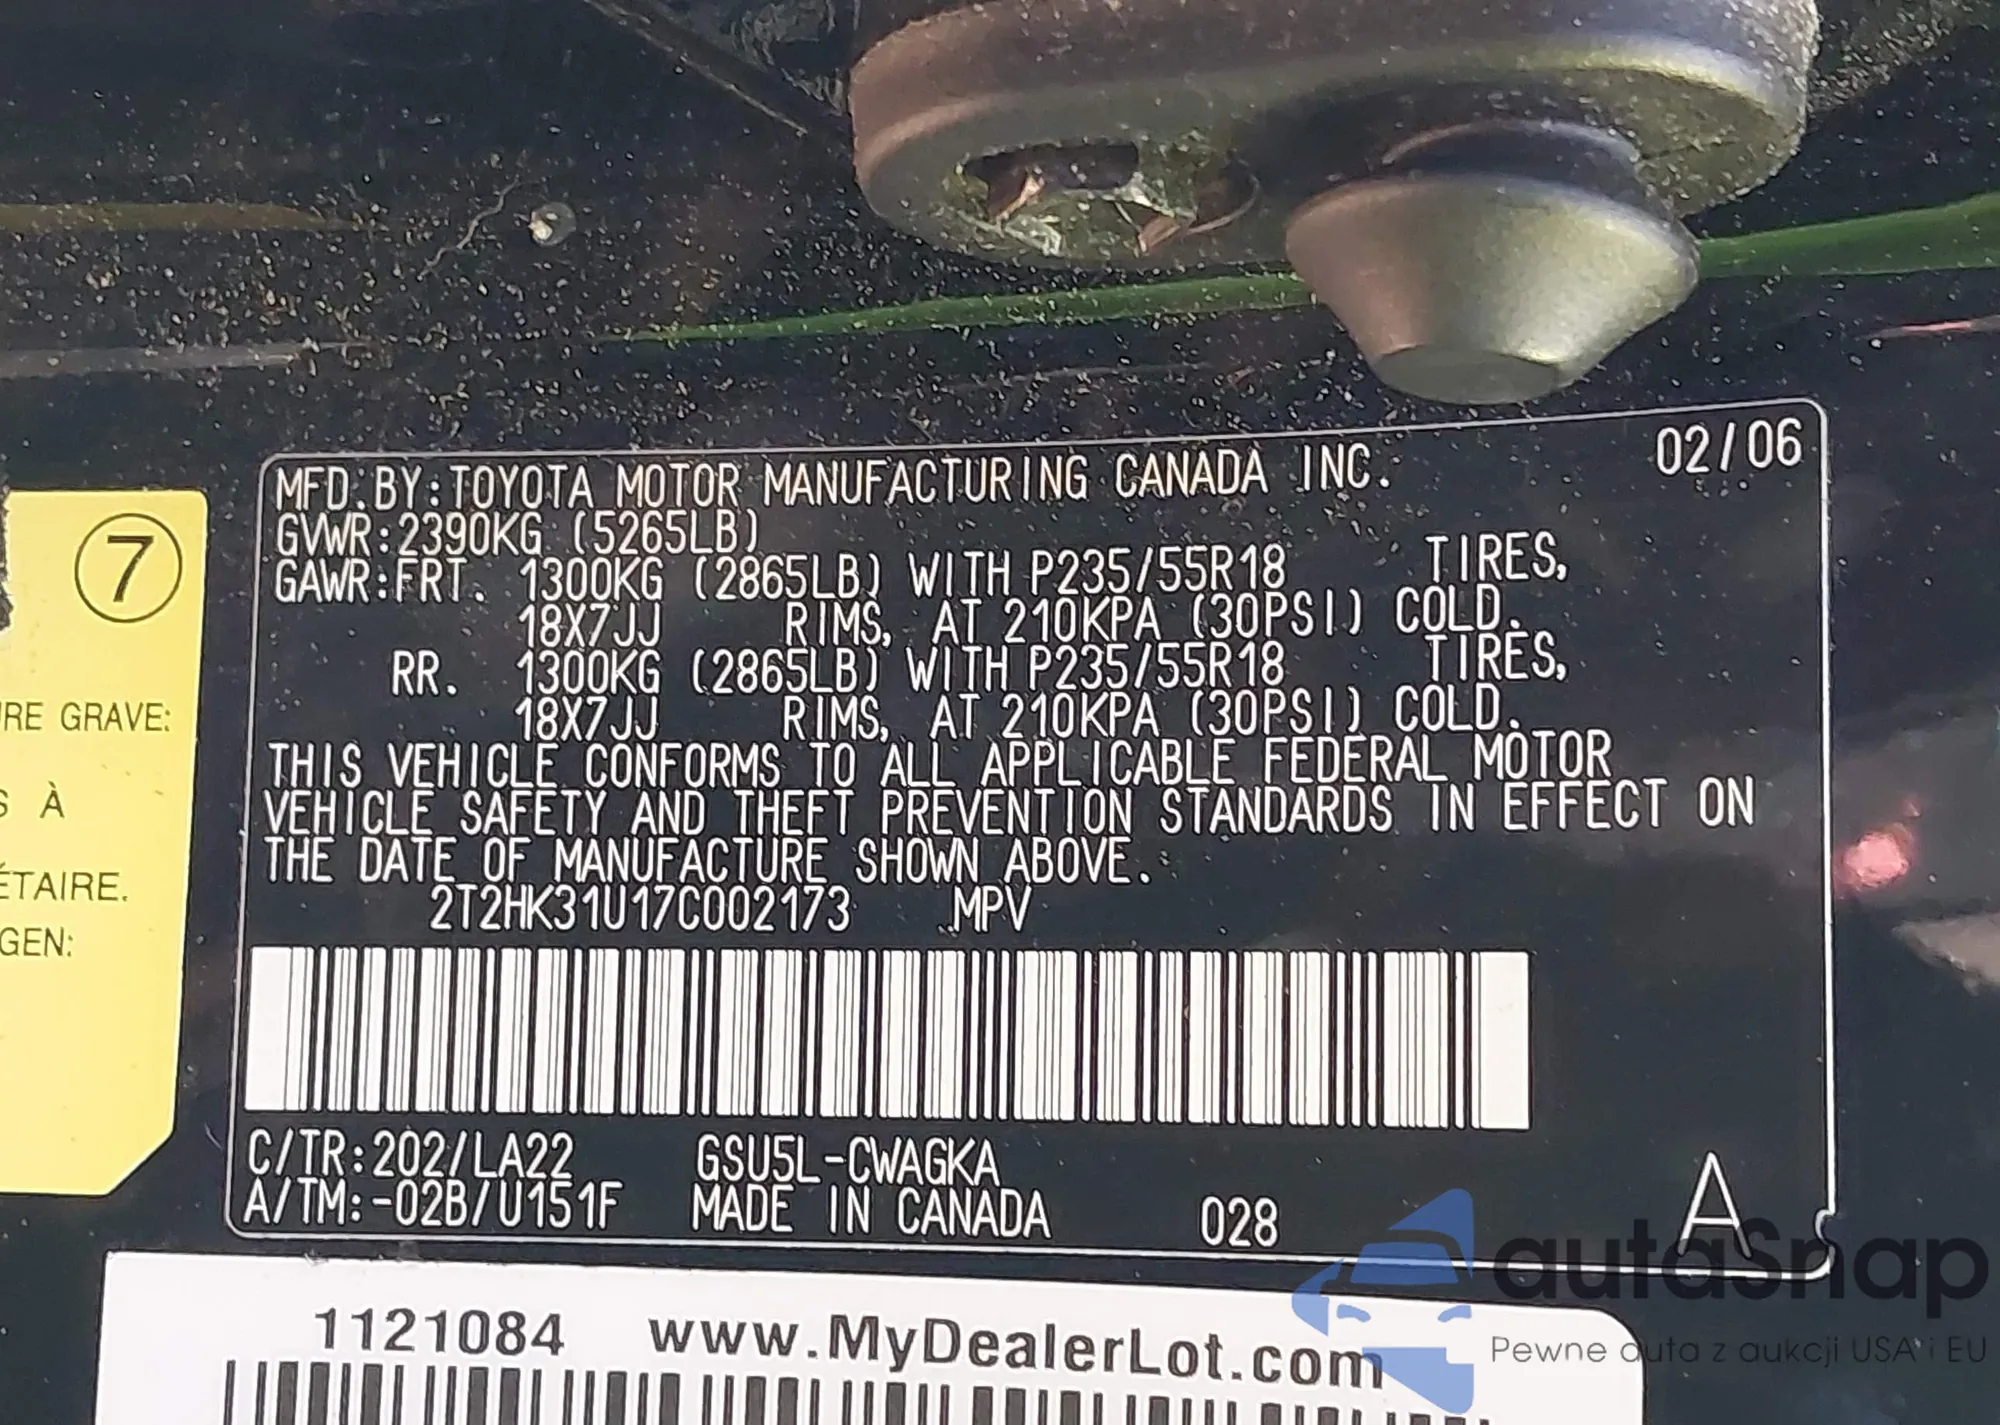 MFD.BY:TOYOTA MOTOR MANUFACTURING CANADA INC. 02/06
GVWR:2390KG (5265LB)
GAWR:FRT. 1300KG (2865LB) WITH P235/55R18 TIRES,
18X7JJ RIMS, AT 210KPA (30PSI) COLD.
RR. 1300KG (2865LB) WITH P235/55R18 TIRES,
18X7JJ RIMS, AT 210KPA (30PSI) COLD.
THIS VEHICLE CONFORMS TO ALL APPLICABLE FEDERAL MOTOR
VEHICLE SAFETY AND THEFT PREVENTION STANDARDS IN EFFECT ON
THE DATE OF MANUFACTURE SHOWN ABOVE.
2T2HK31U17C002173 MPV
C/TR:202/LA22 GSU5L-CWAGKA
A/TM:-02B/U151F MADE IN CANADA 028 A
7
RE GRAVE:
S À
ÉTAIRE.
GEN:
1121084 www.MyDealerLot.com
autaSnap
Pewne auta z aukcji USA i EU